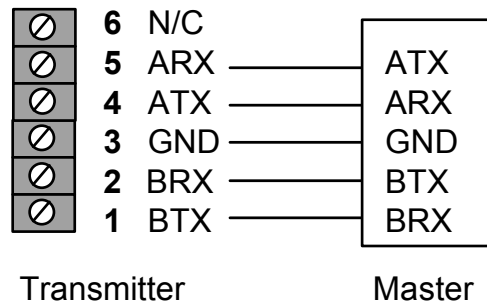 6 N/C
5 ARX ATX
4 ATX ARX
3 GND GND
2 BRX BTX
1 BTX BRX
Transmitter Master